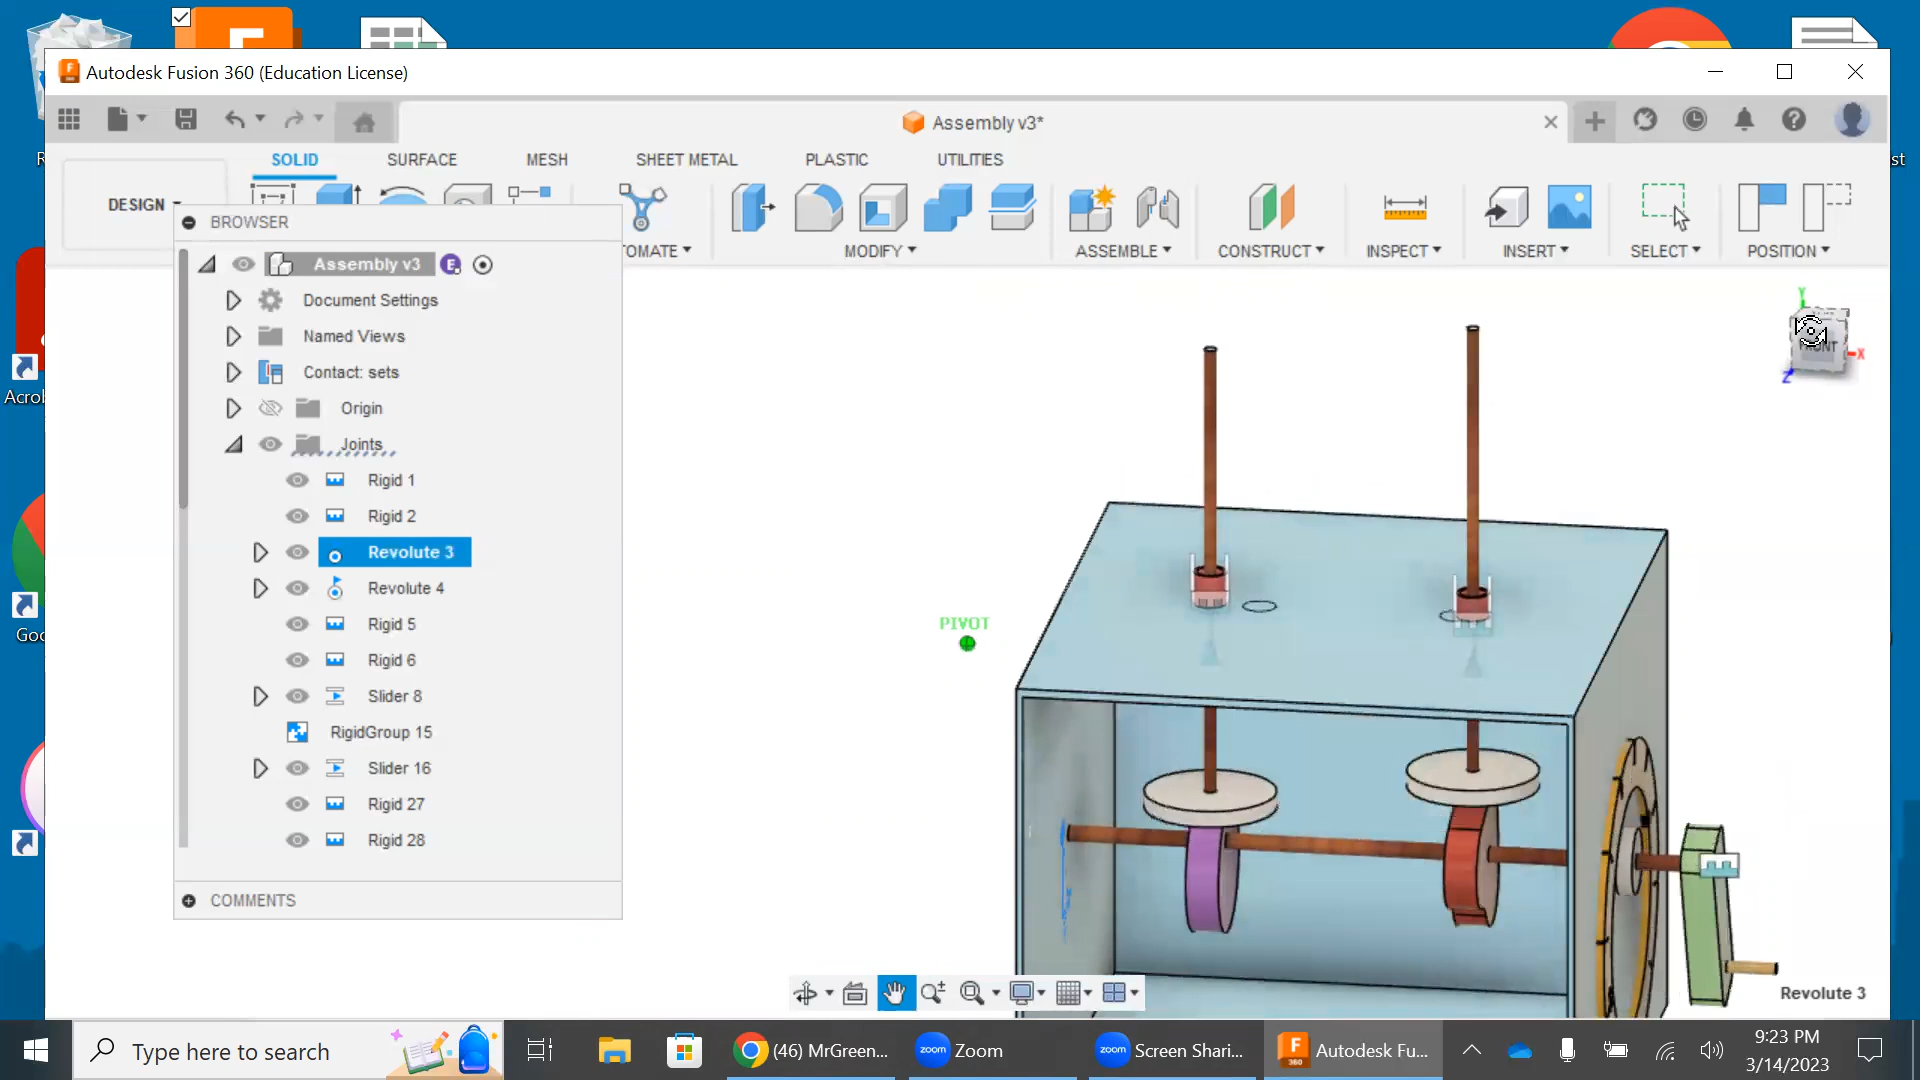 Autodesk Fusion 360 (Education License)
Assembly v3*
SOLID
SURFACE
MESH
SHEET METAL
PLASTIC
UTILITIES
DESIGN
MODIFY
ASSEMBLE
CONSTRUCT
INSPECT
INSERT
SELECT
POSITION
BROWSER
Assembly v3
E
Document Settings
Named Views
Contact: sets
Origin
Joints
Rigid 1
Rigid 2
Revolute 3
Revolute 4
Rigid 5
Rigid 6
Slider 8
RigidGroup 15
Slider 16
Rigid 27
Rigid 28
COMMENTS
Y
X
Z
PIVOT
Revolute 3
Type here to search
(46) MrGreen...
zoom
Zoom
zoom
Screen Shari...
F
360
Autodesk Fu...
9:23 PM
3/14/2023